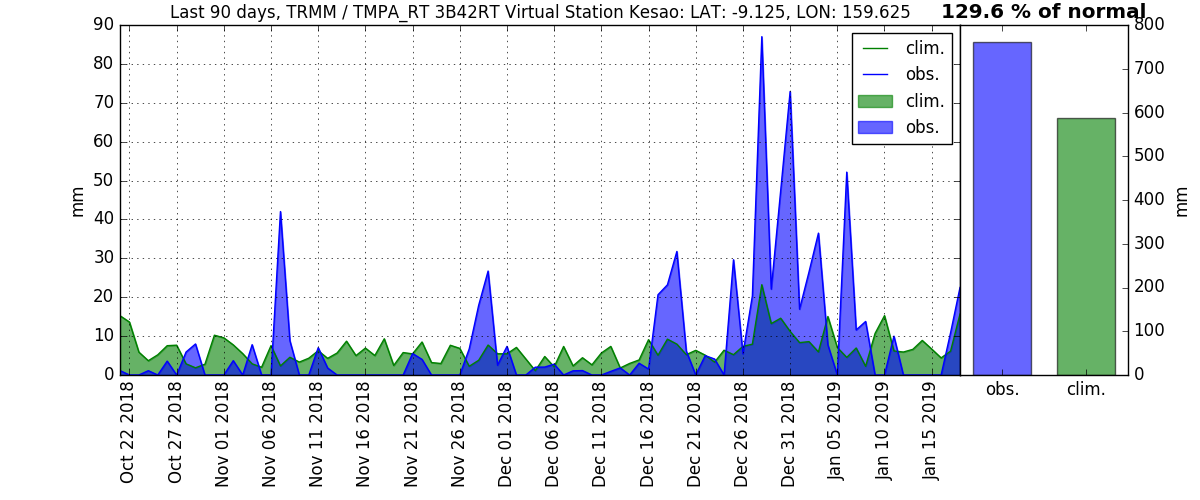 Last 90 days, TRMM / TMPA_RT 3B42RT Virtual Station Kesao: LAT: -9.125, LON: 159.625
129.6 % of normal
90
80
70
60
50
40
30
20
10
0
mm
clim.
obs.
clim.
obs.
800
700
600
500
400
300
200
100
0
mm
obs.
clim.
Oct 22 2018
Oct 27 2018
Nov 01 2018
Nov 06 2018
Nov 11 2018
Nov 16 2018
Nov 21 2018
Nov 26 2018
Dec 01 2018
Dec 06 2018
Dec 11 2018
Dec 16 2018
Dec 21 2018
Dec 26 2018
Dec 31 2018
Jan 05 2019
Jan 10 2019
Jan 15 2019